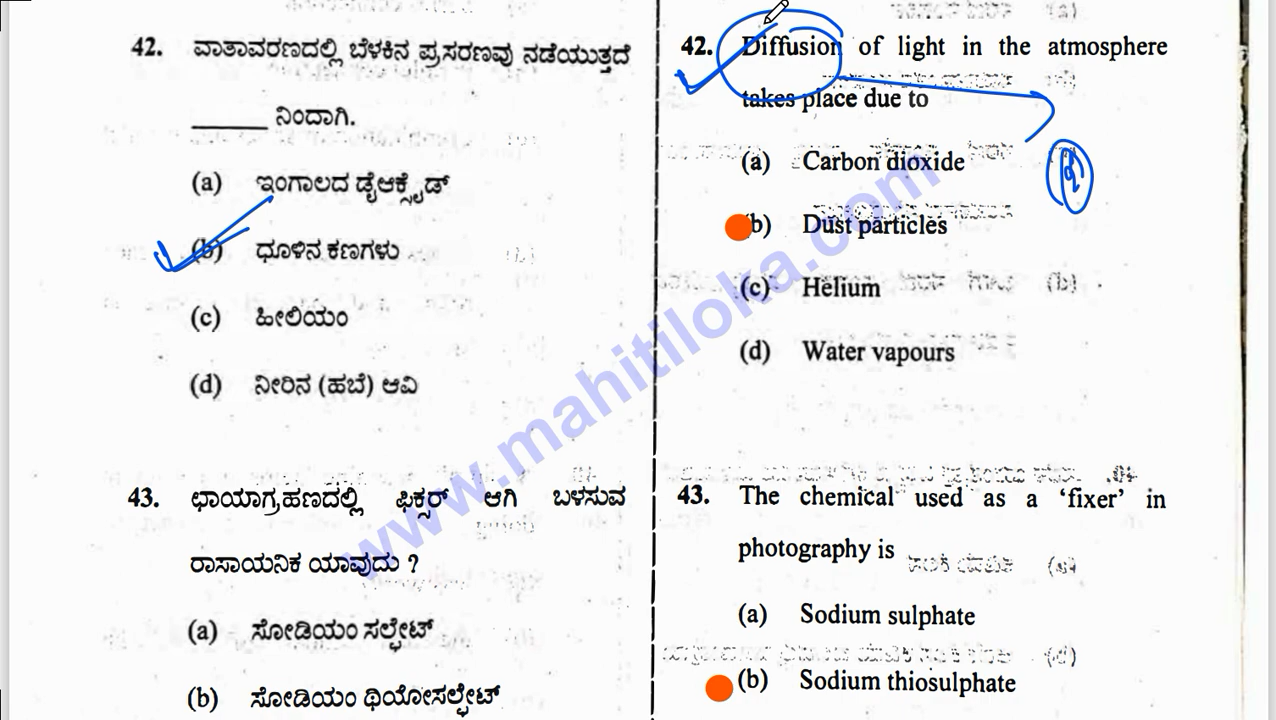 42. ವಾತಾವರಣದಲ್ಲಿ ಬೆಳಕಿನ ಪ್ರಸರಣವು ನಡೆಯುತ್ತದೆ
______ ನಿಂದಾಗಿ.
(a) ಇಂಗಾಲದ ಡೈಆಕ್ಸೈಡ್
(b) ಧೂಳಿನ ಕಣಗಳು
(c) ಹೀಲಿಯಂ
(d) ನೀರಿನ (ಹಬೆ) ಆವಿ
43. ಛಾಯಾಗ್ರಹಣದಲ್ಲಿ ಫಿಕ್ಸರ್ ಆಗಿ ಬಳಸುವ
ರಾಸಾಯನಿಕ ಯಾವುದು ?
(a) ಸೋಡಿಯಂ ಸಲ್ಫೇಟ್
(b) ಸೋಡಿಯಂ ಥಿಯೋಸಲ್ಫೇಟ್
42. Diffusion of light in the atmosphere
takes place due to
(a) Carbon dioxide
(b) Dust particles
(c) Helium
(d) Water vapours
43. The chemical used as a ‘fixer’ in
photography is
(a) Sodium sulphate
(b) Sodium thiosulphate
www.mahitiloka.com